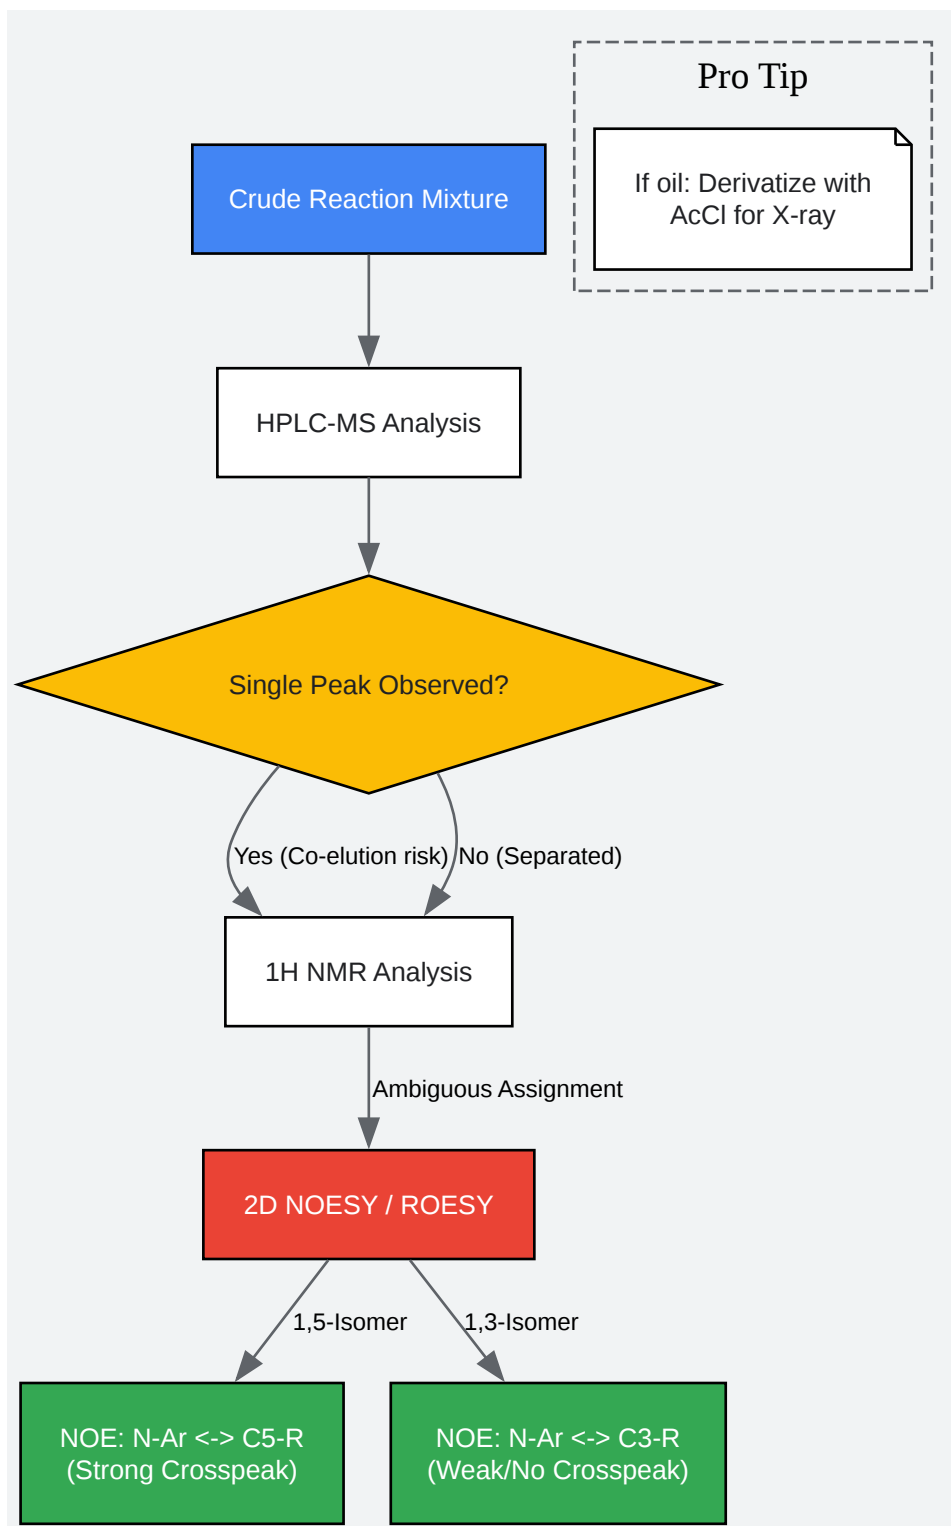 Pro Tip
If oil: Derivatize with
AcCl for X-ray
Crude Reaction Mixture
HPLC-MS Analysis
Single Peak Observed?
Yes (Co-elution risk)
No (Separated)
1H NMR Analysis
Ambiguous Assignment
2D NOESY / ROESY
1,5-Isomer
1,3-Isomer
NOE: N-Ar <-> C5-R
(Strong Crosspeak)
NOE: N-Ar <-> C3-R
(Weak/No Crosspeak)